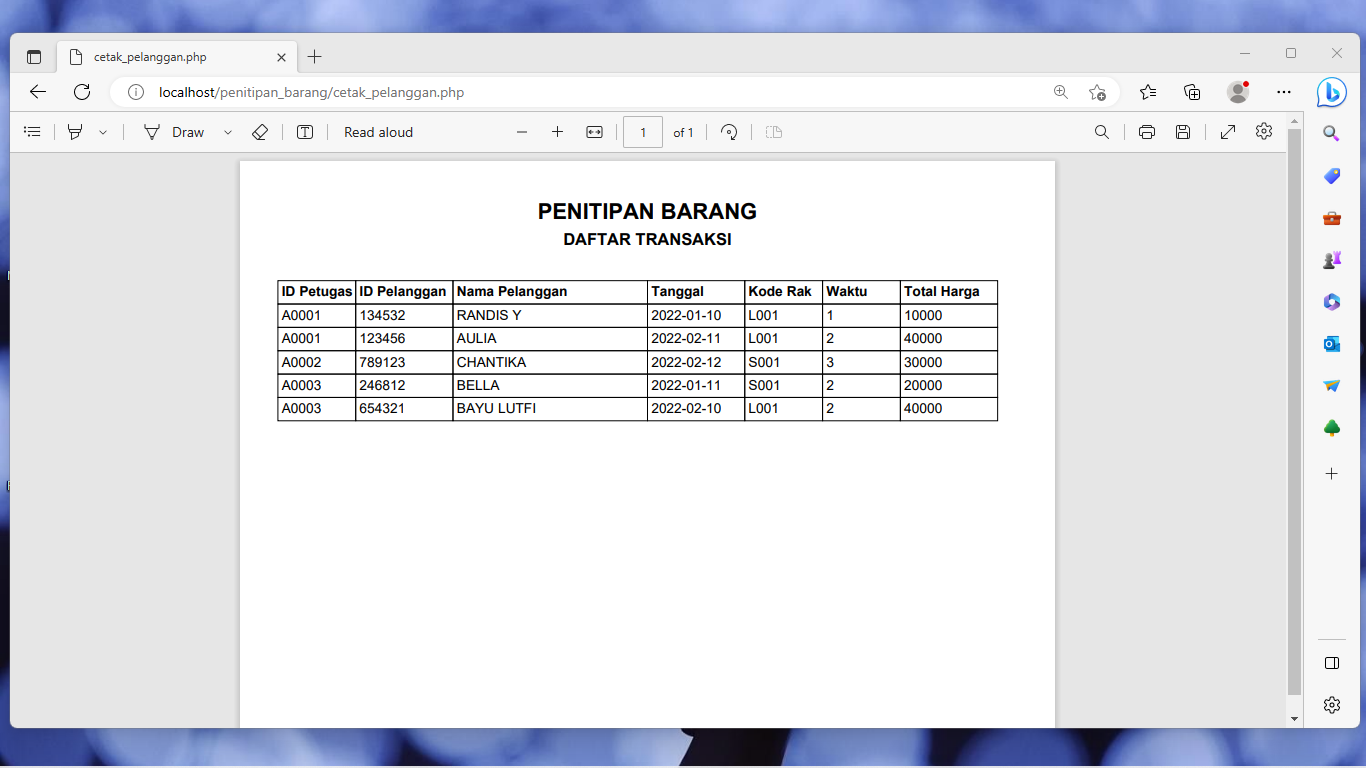 cetak_pelanggan.php
localhost/penitipan_barang/cetak_pelanggan.php
Draw Read aloud 1 of 1
PENITIPAN BARANG
DAFTAR TRANSAKSI
ID Petugas ID Pelanggan Nama Pelanggan Tanggal Kode Rak Waktu Total Harga
A0001 134532 RANDIS Y 2022-01-10 L001 1 10000
A0001 123456 AULIA 2022-02-11 L001 2 40000
A0002 789123 CHANTIKA 2022-02-12 S001 3 30000
A0003 246812 BELLA 2022-01-11 S001 2 20000
A0003 654321 BAYU LUTFI 2022-02-10 L001 2 40000